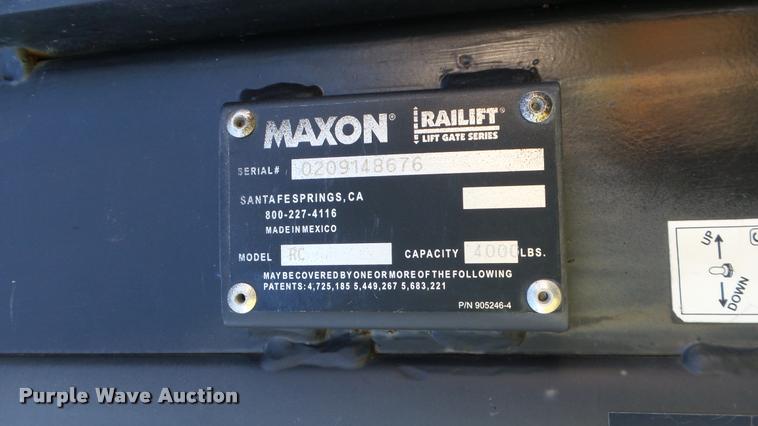 MAXON® RAILIFT®
LIFT GATE SERIES
SERIAL# 0209148676
SANTA FE SPRINGS, CA
800-227-4116
MADE IN MEXICO
MODEL RC CAPACITY 4000 LBS.
MAY BE COVERED BY ONE OR MORE OF THE FOLLOWING
PATENTS: 4,725,185 5,449,267 5,683,221
P/N 905246-4
UP
DOWN
Purple Wave Auction